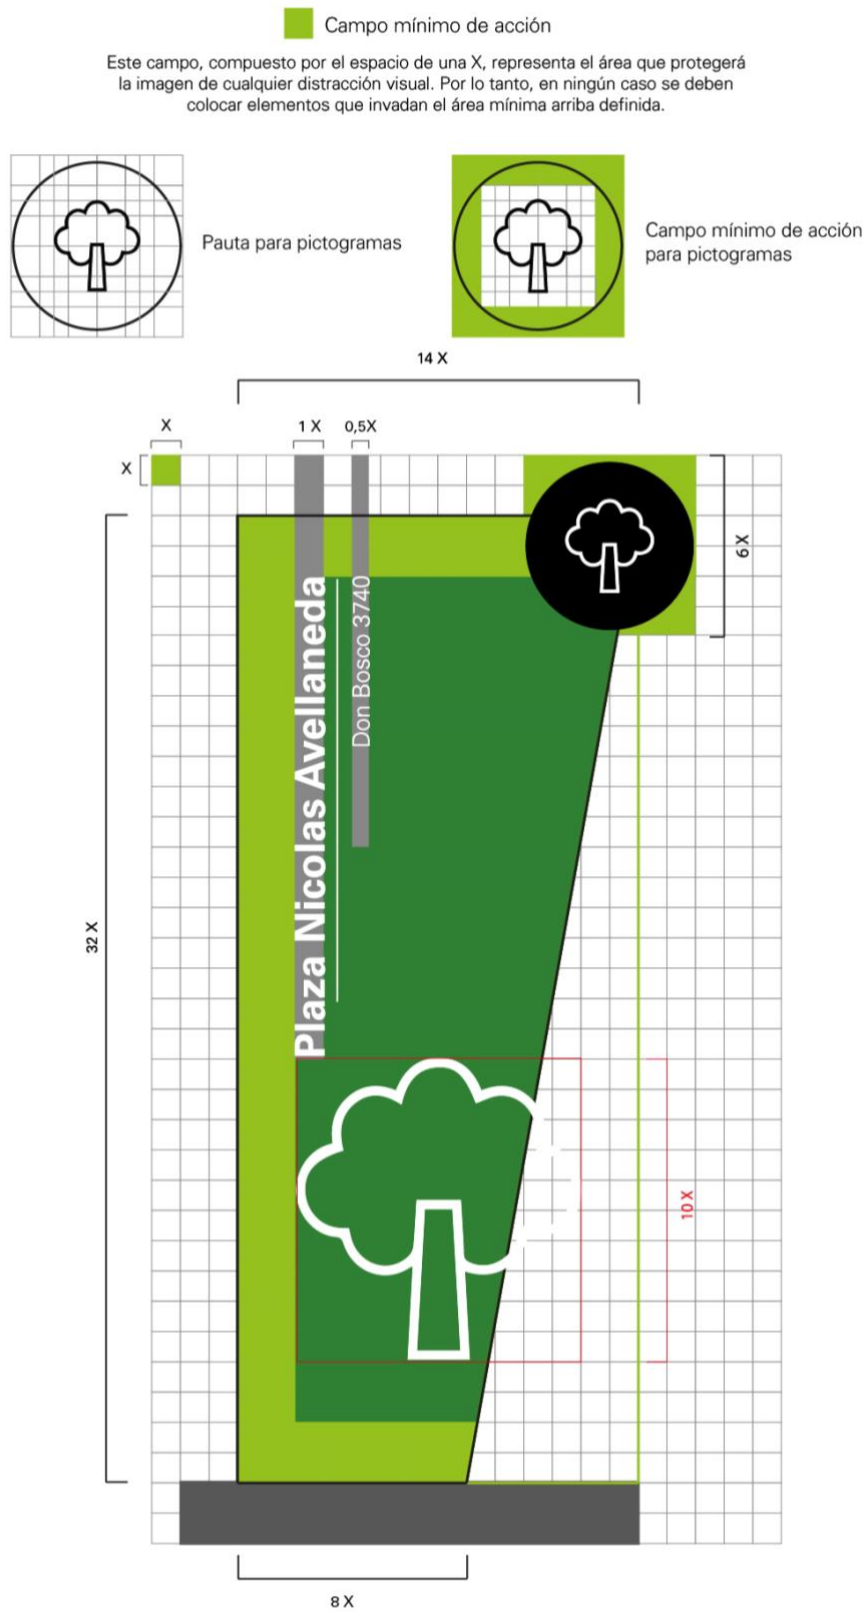 Campo mínimo de acción
Este campo, compuesto por el espacio de una X, representa el área que protegerá
la imagen de cualquier distracción visual. Por lo tanto, en ningún caso se deben
colocar elementos que invadan el área mínima arriba definida.
Pauta para pictogramas
Campo mínimo de acción
para pictogramas
14 X
X
1 X
0,5X
X
6 X
Plaza Nicolas Avellaneda
Don Bosco 3740
32 X
10 X
8 X